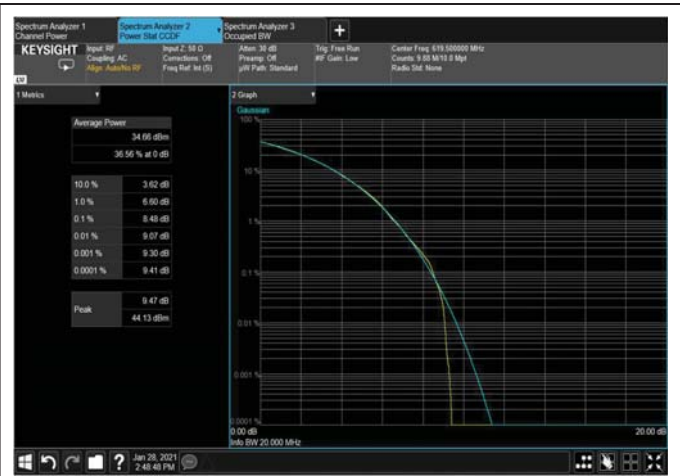 Spectrum Analyzer 1
Channel Power
Spectrum Analyzer 2
Power Stat CCDF
Spectrum Analyzer 3
Occupied BW
KEYSIGHT
Input: RF
Coupling: AC
Align: Auto/No RF
Input Z: 50 Ω
Corrections: Off
Freq Ref: Int (S)
Atten: 30 dB
Preamp: Off
µW Path: Standard
Trig: Free Run
#IF Gain: Low
Center Freq: 619.500000 MHz
Counts: 9.88 M/10.0 Mpt
Radio Std: None
1 Metrics
Average Power
34.66 dBm
36.56 % at 0 dB
10.0 % 3.62 dB
1.0 % 6.60 dB
0.1 % 8.48 dB
0.01 % 9.07 dB
0.001 % 9.30 dB
0.0001 % 9.41 dB
Peak
9.47 dB
44.13 dBm
2 Graph
Gaussian
100 %
10 %
1 %
0.1 %
0.01 %
0.001 %
0.0001 %
0.00 dB
20.00 dB
Info BW 20.000 MHz
?
Jan 28, 2021
2:48:48 PM